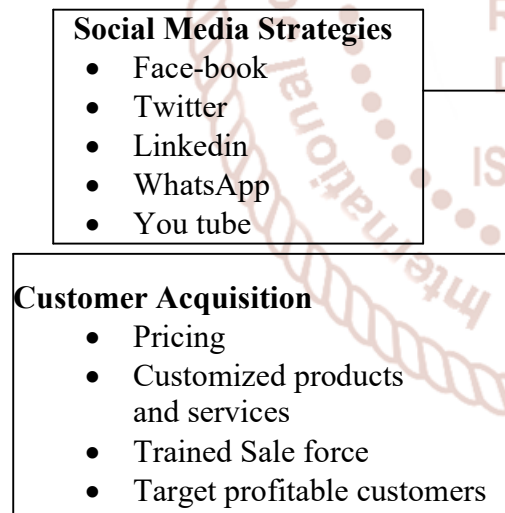 Social Media Strategies
• Face-book
• Twitter
• Linkedin
• WhatsApp
• You tube
Customer Acquisition
• Pricing
• Customized products
and services
• Trained Sale force
• Target profitable customers